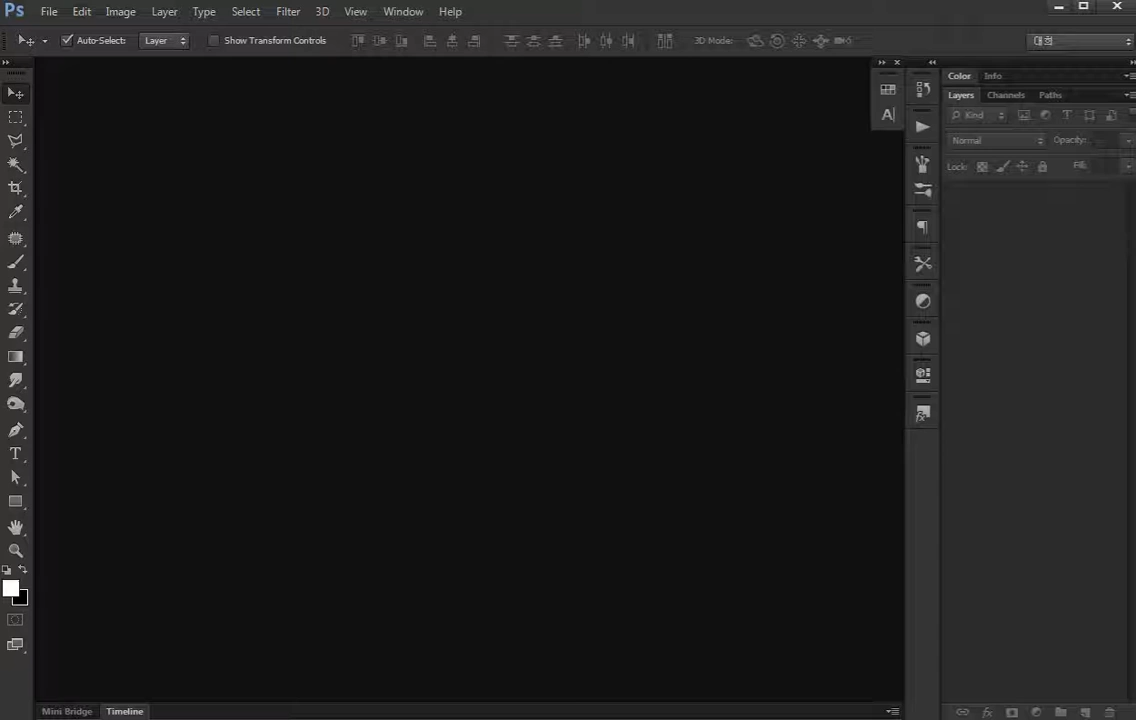 Ps File Edit Image Layer Type Select Filter 3D View Window Help
Auto-Select: Layer Show Transform Controls 3D Mode:
Color Info
Layers Channels Paths
Kind
Normal Opacity:
Lock: Fill:
Mini Bridge Timeline